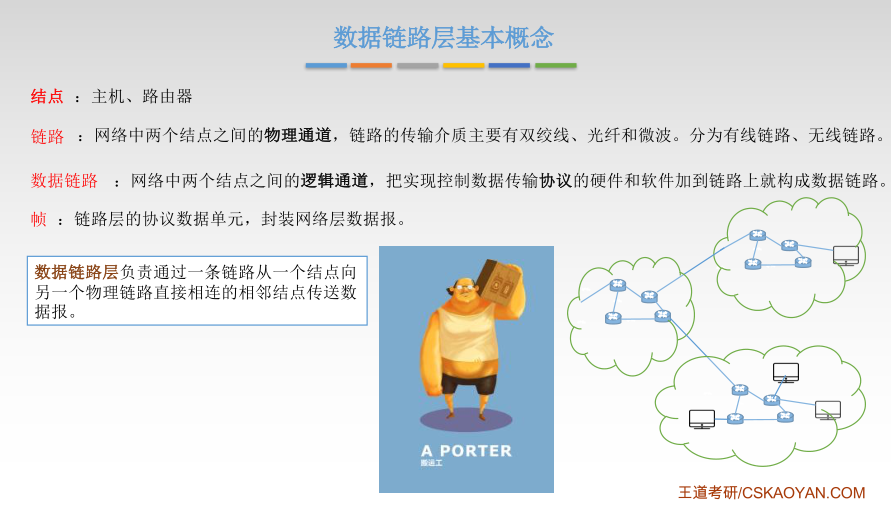 数据链路层基本概念
结点 ：主机、路由器
链路 ：网络中两个结点之间的物理通道，链路的传输介质主要有双绞线、光纤和微波。分为有线链路、无线链路。
数据链路 ：网络中两个结点之间的逻辑通道，把实现控制数据传输协议的硬件和软件加到链路上就构成数据链路。
帧 ：链路层的协议数据单元，封装网络层数据报。
数据链路层负责通过一条链路从一个结点向
另一个物理链路直接相连的相邻结点传送数
据报。
A PORTER
搬运工
王道考研/CSKAOYAN.COM